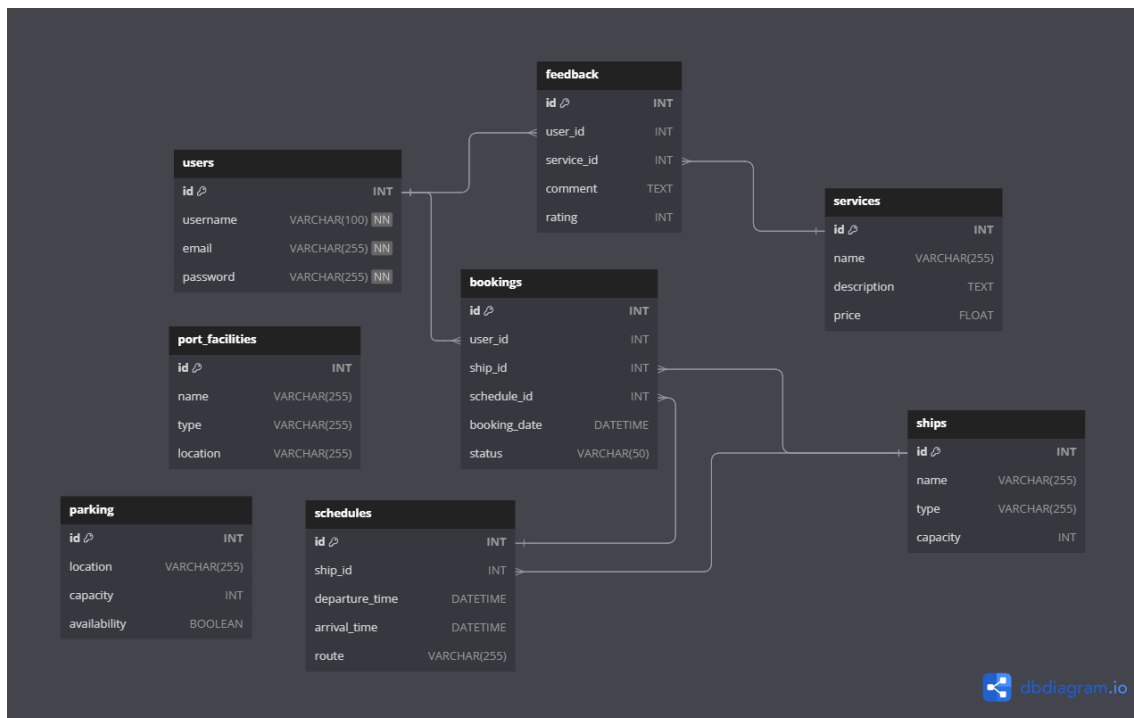 feedback
id INT
user_id INT
service_id INT
comment TEXT
rating INT
users
id INT
username VARCHAR(100) NN
email VARCHAR(255) NN
password VARCHAR(255) NN
services
id INT
name VARCHAR(255)
description TEXT
price FLOAT
bookings
id INT
user_id INT
ship_id INT
schedule_id INT
booking_date DATETIME
status VARCHAR(50)
port_facilities
id INT
name VARCHAR(255)
type VARCHAR(255)
location VARCHAR(255)
ships
id INT
name VARCHAR(255)
type VARCHAR(255)
capacity INT
parking
id INT
location VARCHAR(255)
capacity INT
availability BOOLEAN
schedules
id INT
ship_id INT
departure_time DATETIME
arrival_time DATETIME
route VARCHAR(255)
dbdiagram.io